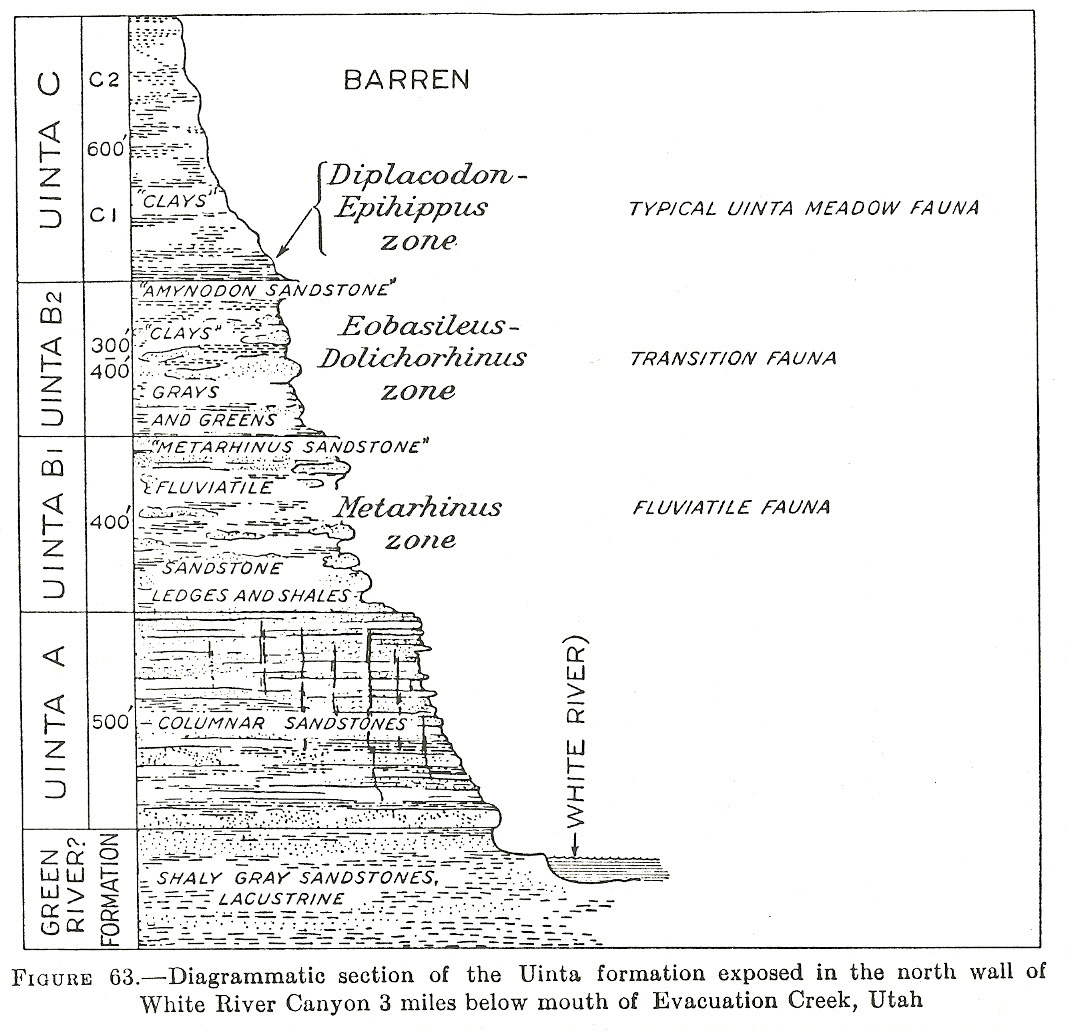 UINTA C
C2
BARREN
600'
Diplacodon-
Epihippus
zone
"CLAYS"
C1
TYPICAL UINTA MEADOW FAUNA
UINTA B2
"AMYNODON SANDSTONE"
"CLAYS"
300'
400'
Eobasileus-
Dolichorhinus
zone
TRANSITION FAUNA
GRAYS
AND GREENS
UINTA B1
"METARHINUS SANDSTONE"
FLUVIATILE
400'
Metarhinus
zone
FLUVIATILE FAUNA
SANDSTONE
LEDGES AND SHALES
UINTA A
500'
COLUMNAR SANDSTONES
WHITE RIVER)
GREEN
RIVER?
FORMATION
SHALY GRAY SANDSTONES,
LACUSTRINE
FIGURE 63.—Diagrammatic section of the Uinta formation exposed in the north wall of
White River Canyon 3 miles below mouth of Evacuation Creek, Utah